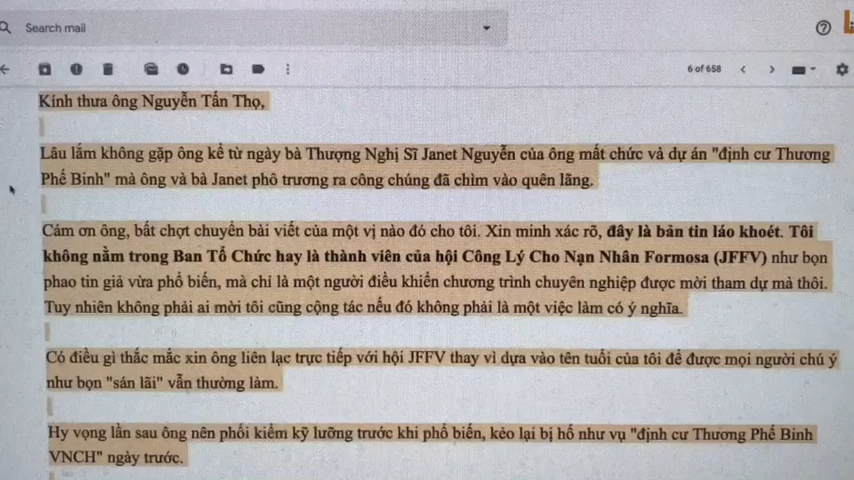 Search mail
6 of 658
Kính thưa ông Nguyễn Tấn Thọ,
Lâu lắm không gặp ông kể từ ngày bà Thượng Nghị Sĩ Janet Nguyễn của ông mất chức và dự án "định cư Thương
Phế Binh" mà ông và bà Janet phô trương ra công chúng đã chìm vào quên lãng.
Cám ơn ông, bất chợt chuyển bài viết của một vị nào đó cho tôi. Xin minh xác rõ, đây là bản tin láo khoét. Tôi
không nằm trong Ban Tổ Chức hay là thành viên của hội Công Lý Cho Nạn Nhân Formosa (JFFV) như bọn
phao tin giả vừa phổ biến, mà chỉ là một người điều khiển chương trình chuyên nghiệp được mời tham dự mà thôi.
Tuy nhiên không phải ai mời tôi cũng cộng tác nếu đó không phải là một việc làm có ý nghĩa.
Có điều gì thắc mắc xin ông liên lạc trực tiếp với hội JFFV thay vì dựa vào tên tuổi của tôi để được mọi người chú ý
như bọn "sán lãi" vẫn thường làm.
Hy vọng lần sau ông nên phối kiểm kỹ lưỡng trước khi phổ biến, kẻo lại bị hố như vụ "định cư Thương Phế Binh
VNCH" ngày trước.